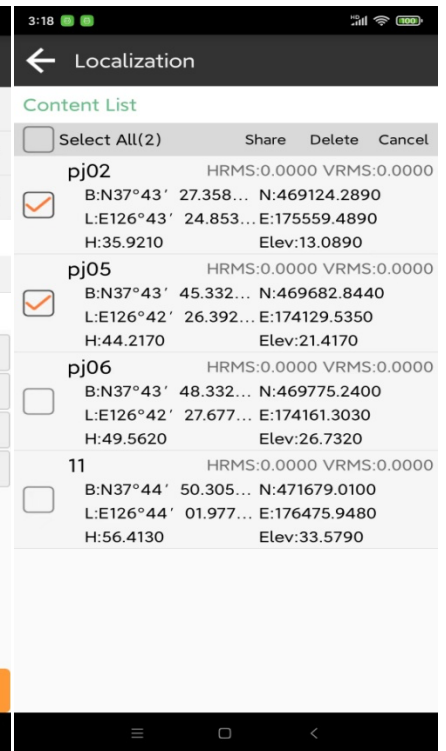 3:18 HD 100
Localization
Content List
Select All(2) Share Delete Cancel
pj02 HRMS:0.0000 VRMS:0.0000
B:N37°43′ 27.358... N:469124.2890
L:E126°43′ 24.853... E:175559.4890
H:35.9210 Elev:13.0890
pj05 HRMS:0.0000 VRMS:0.0000
B:N37°43′ 45.332... N:469682.8440
L:E126°42′ 26.392... E:174129.5350
H:44.2170 Elev:21.4170
pj06 HRMS:0.0000 VRMS:0.0000
B:N37°43′ 48.332... N:469775.2400
L:E126°42′ 27.677... E:174161.3030
H:49.5620 Elev:26.7320
11 HRMS:0.0000 VRMS:0.0000
B:N37°44′ 50.305... N:471679.0100
L:E126°44′ 01.977... E:176475.9480
H:56.4130 Elev:33.5790